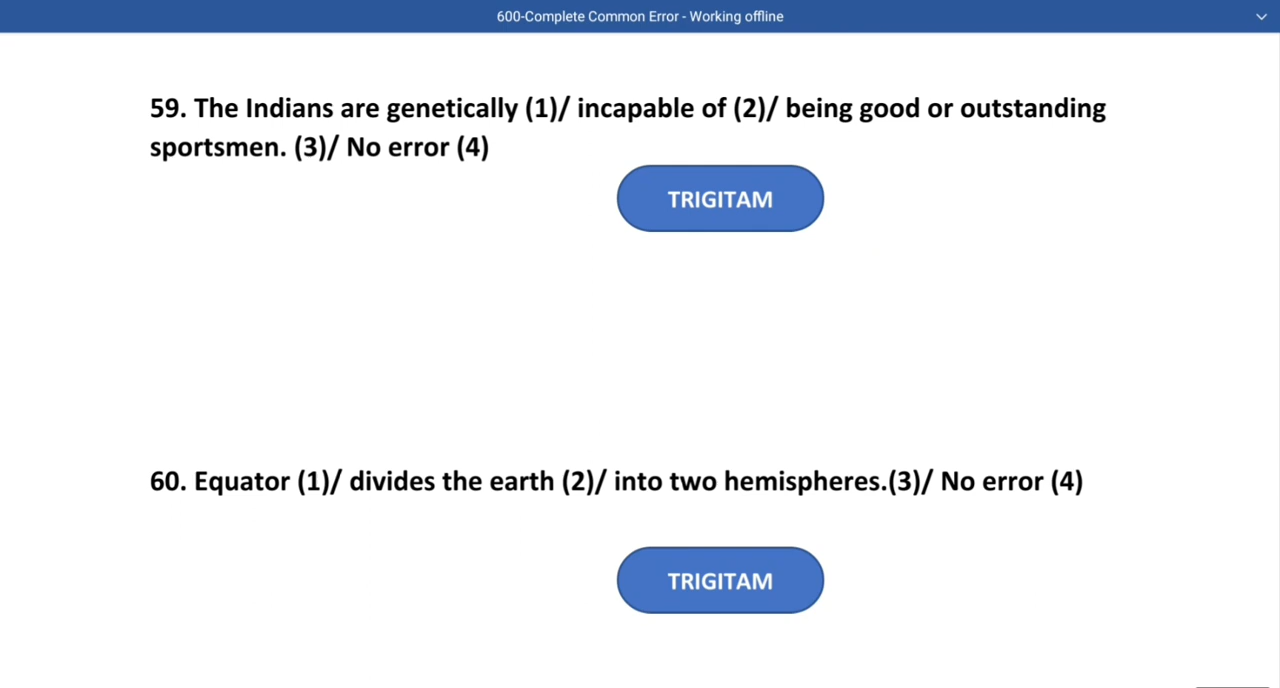 600-Complete Common Error - Working offline
59. The Indians are genetically (1)/ incapable of (2)/ being good or outstanding
sportsmen. (3)/ No error (4)
TRIGITAM
60. Equator (1)/ divides the earth (2)/ into two hemispheres.(3)/ No error (4)
TRIGITAM